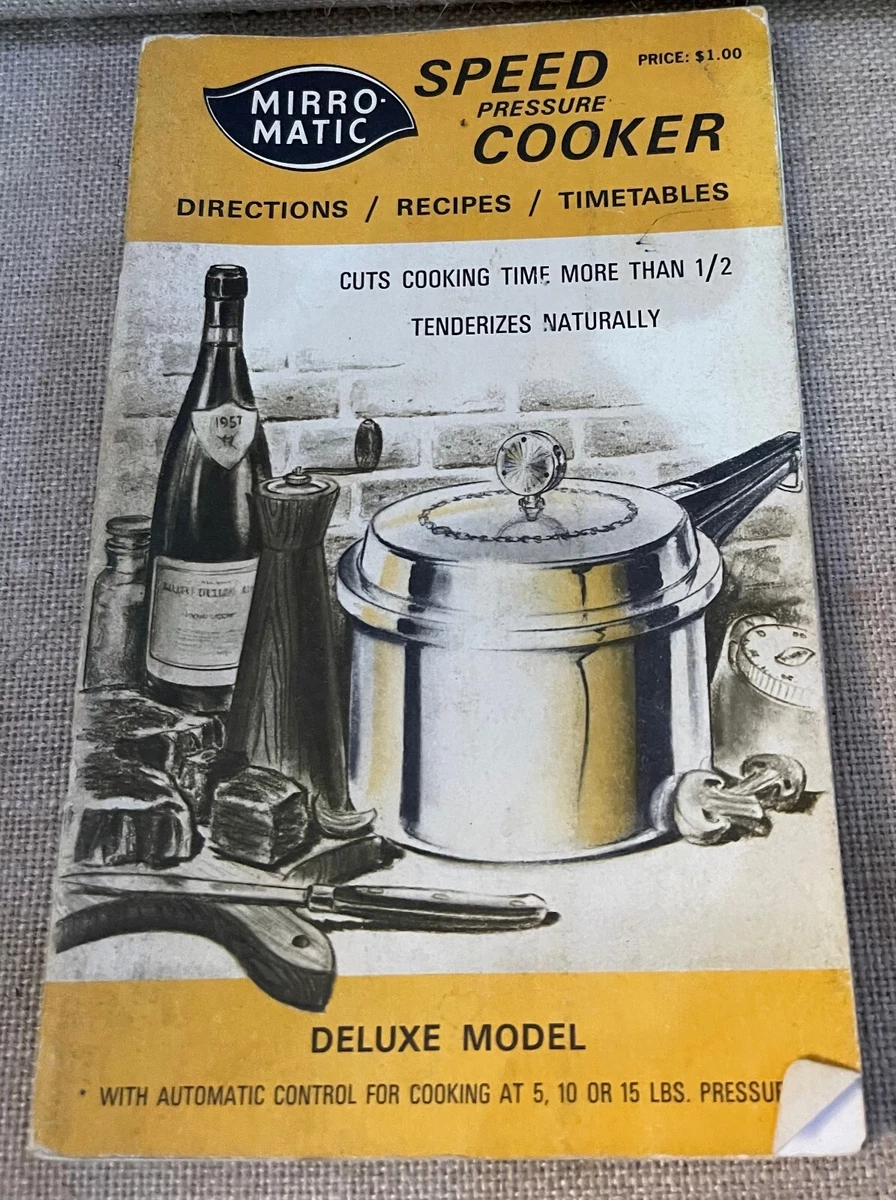 MIRRO-
MATIC
SPEED
PRESSURE
COOKER
PRICE: $1.00
DIRECTIONS / RECIPES / TIMETABLES
CUTS COOKING TIME MORE THAN 1/2
TENDERIZES NATURALLY
1957
DELUXE MODEL
* WITH AUTOMATIC CONTROL FOR COOKING AT 5, 10 OR 15 LBS. PRESSUR